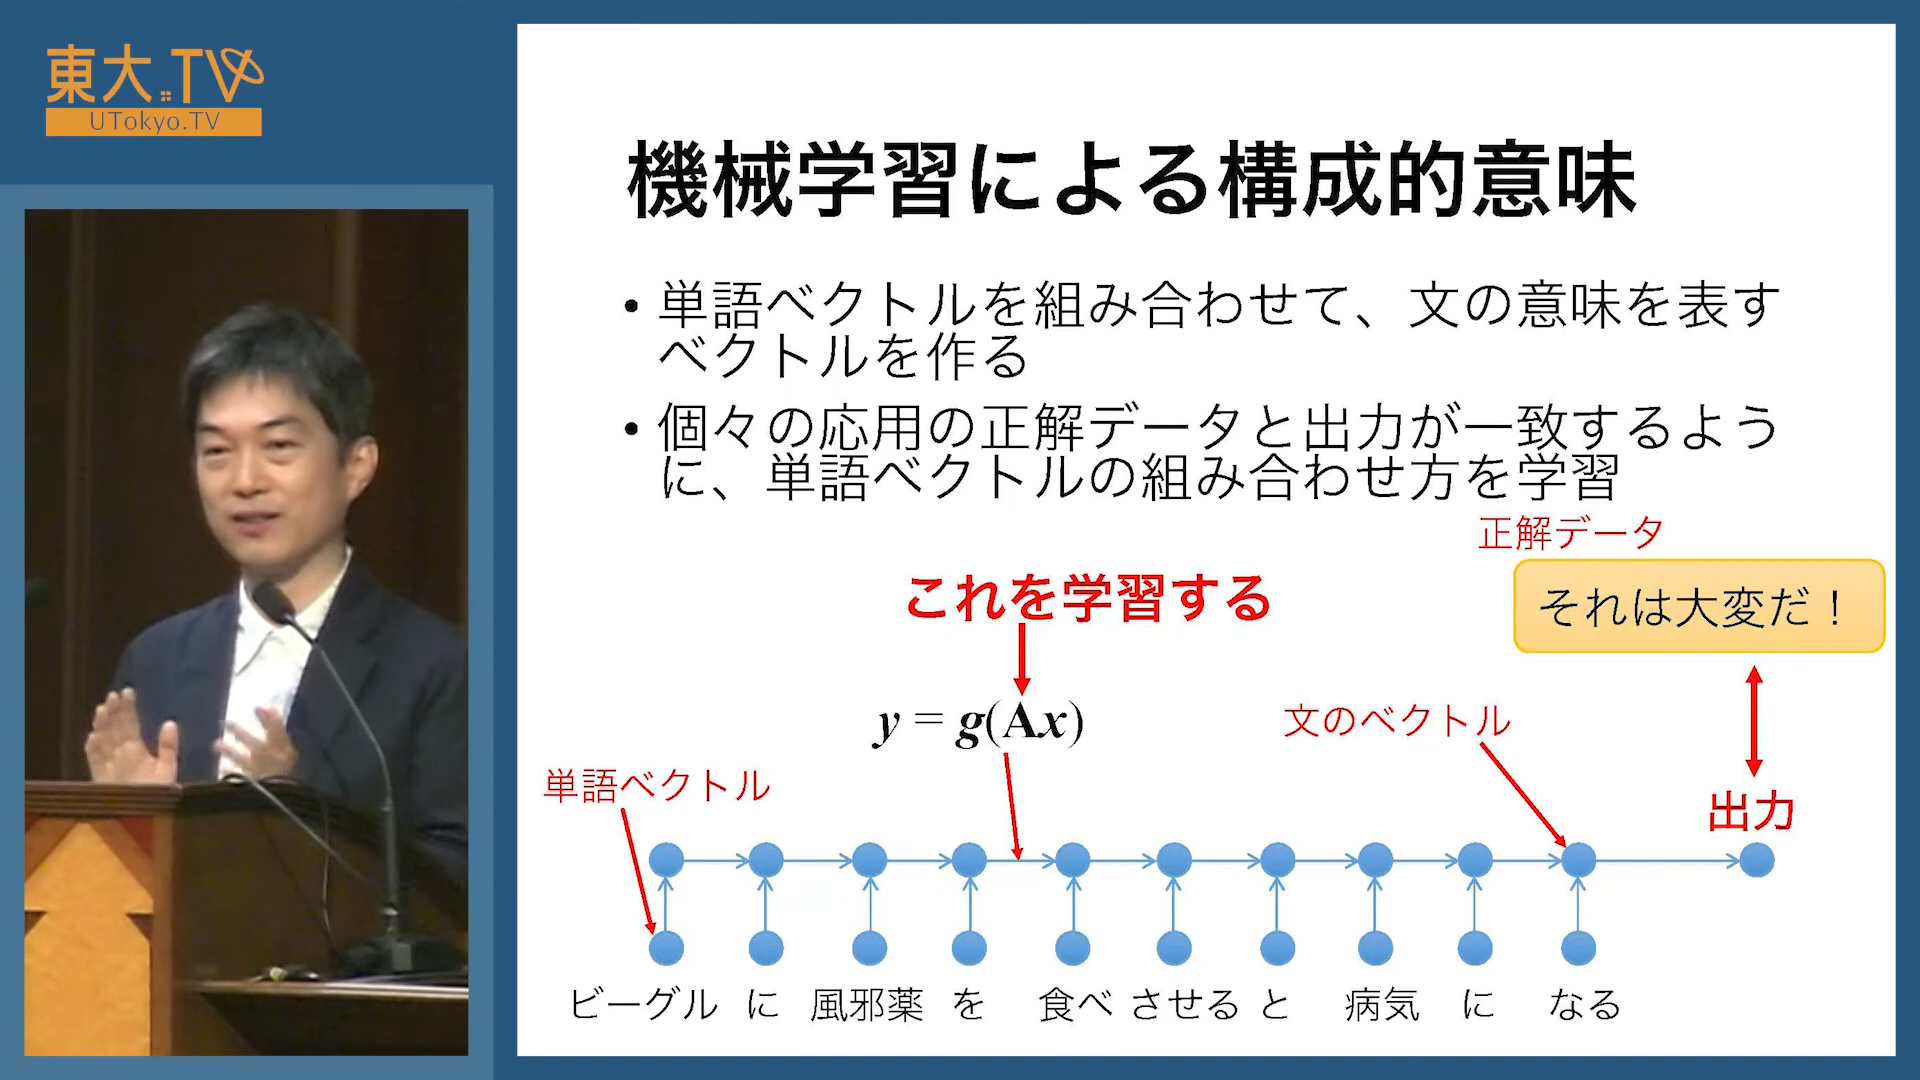 東大.TV
UTokyo.TV
機械学習による構成的意味
• 単語ベクトルを組み合わせて、文の意味を表す
ベクトルを作る
• 個々の応用の正解データと出力が一致するよう
に、単語ベクトルの組み合わせ方を学習
正解データ
これを学習する
それは大変だ！
y = g(Ax)
文のベクトル
単語ベクトル
出力
ビーグル に 風邪薬 を 食べ させる と 病気 に なる